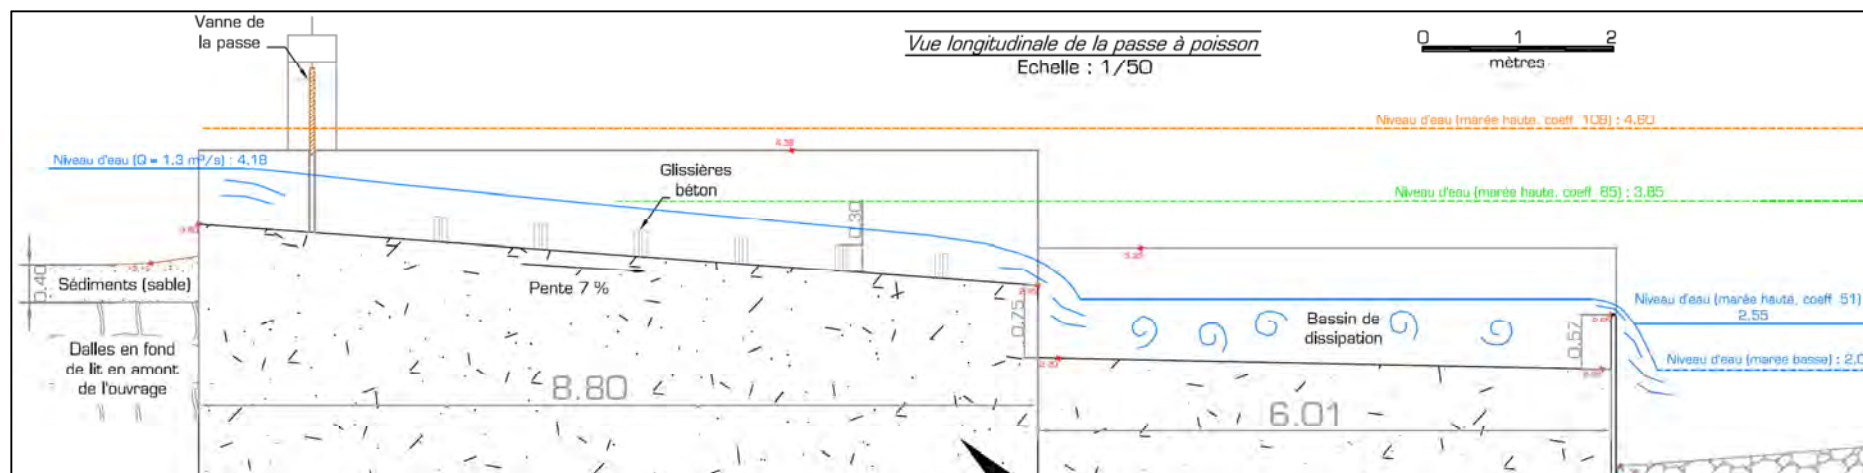 Vanne de
la passe
Vue longitudinale de la passe à poisson
Echelle : 1/50
0 1 2
mètres
Niveau d'eau (marée haute, coeff 108) : 4.60
4.38
Niveau d'eau (Q = 1.3 m³/s) : 4.18
Glissières
béton
Niveau d'eau (marée haute, coeff 85) : 3.85
0.30
0.40
Sédiments (sable)
Pente 7 %
0.75
Bassin de
dissipation
0.57
Niveau d'eau (marée haute, coeff 51)
2.55
Niveau d'eau (marée basse) : 2.0
Dalles en fond
de lit en amont
de l'ouvrage
8.80
6.01